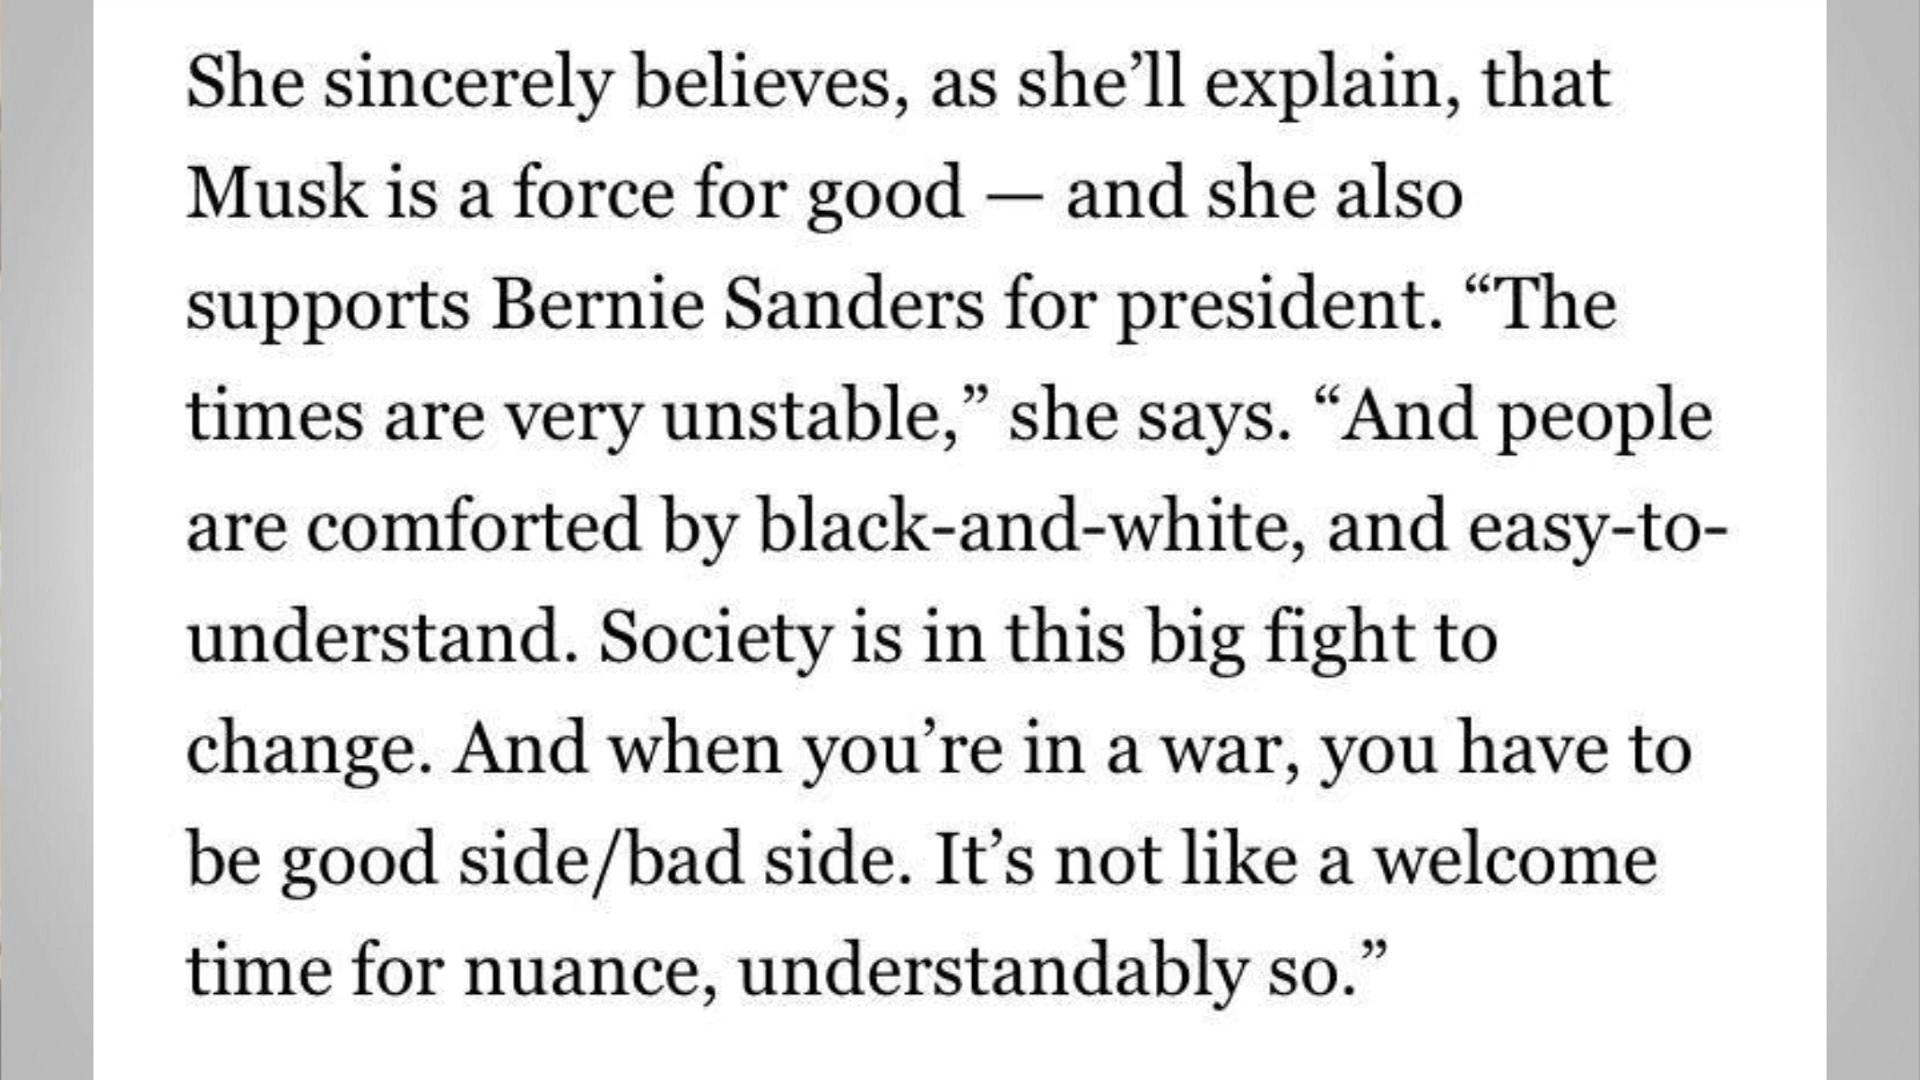 She sincerely believes, as she’ll explain, that
Musk is a force for good — and she also
supports Bernie Sanders for president. “The
times are very unstable,” she says. “And people
are comforted by black-and-white, and easy-to-
understand. Society is in this big fight to
change. And when you’re in a war, you have to
be good side/bad side. It’s not like a welcome
time for nuance, understandably so.”